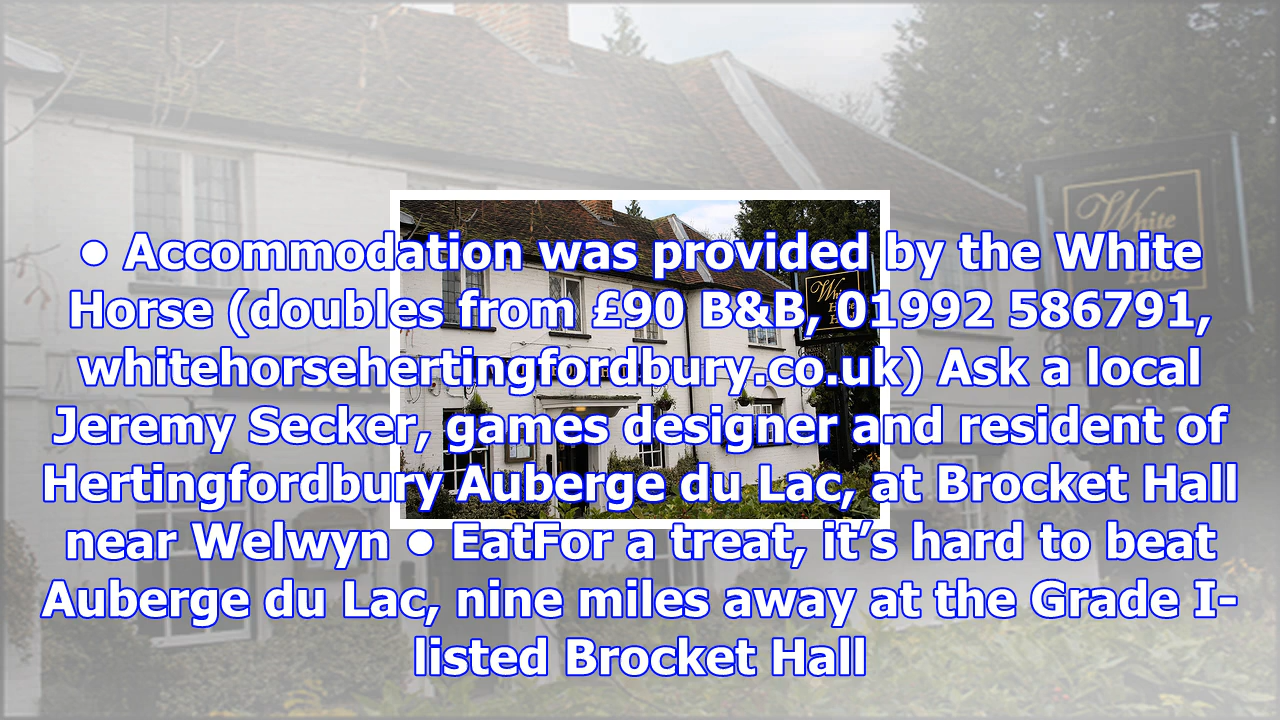 • Accommodation was provided by the White
Horse (doubles from £90 B&B, 01992 586791,
whitehorsehertingfordbury.co.uk) Ask a local
Jeremy Secker, games designer and resident of
Hertingfordbury Auberge du Lac, at Brocket Hall
near Welwyn • EatFor a treat, it’s hard to beat
Auberge du Lac, nine miles away at the Grade I-
listed Brocket Hall
White